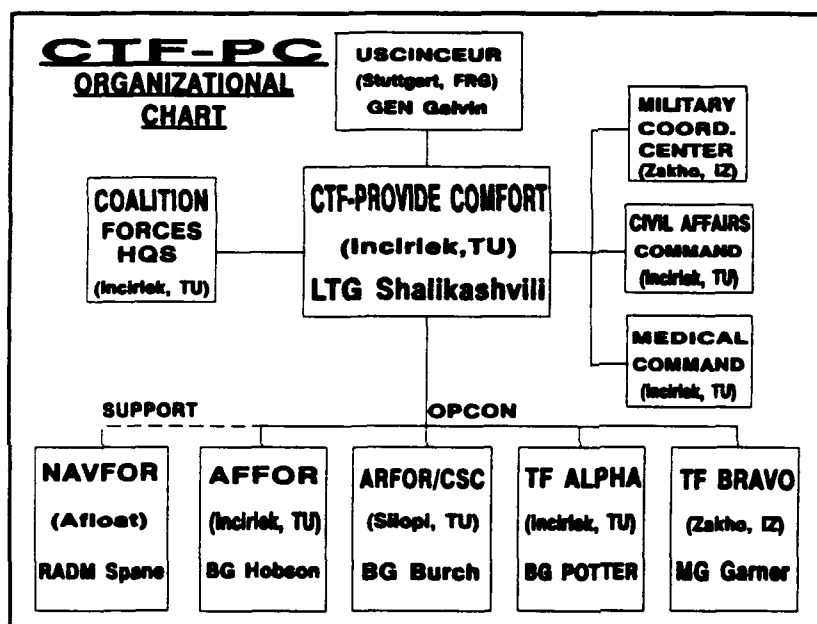 CTF-PC
ORGANIZATIONAL
CHART
USCINCEUR
(Stuttgart, FRG)
GEN Galvin
MILITARY
COORD.
CENTER
(Zakho, IZ)
COALITION
FORCES
HQS
(Incirlek, TU)
CTF-PROVIDE COMFORT
(Incirlek,TU)
LTG Shalikashvili
CIVIL AFFAIRS
COMMAND
(Incirlek, TU)
MEDICAL
COMMAND
(Incirlek, TU)
SUPPORT
OPCON
NAVFOR
(Afloat)
RADM Spane
AFFOR
(Incirlek, TU)
BG Hobson
ARFOR/CSC
(Silopi, TU)
BG Burch
TF ALPHA
(Incirlek, TU)
BG POTTER
TF BRAVO
(Zakho, IZ)
MG Garner